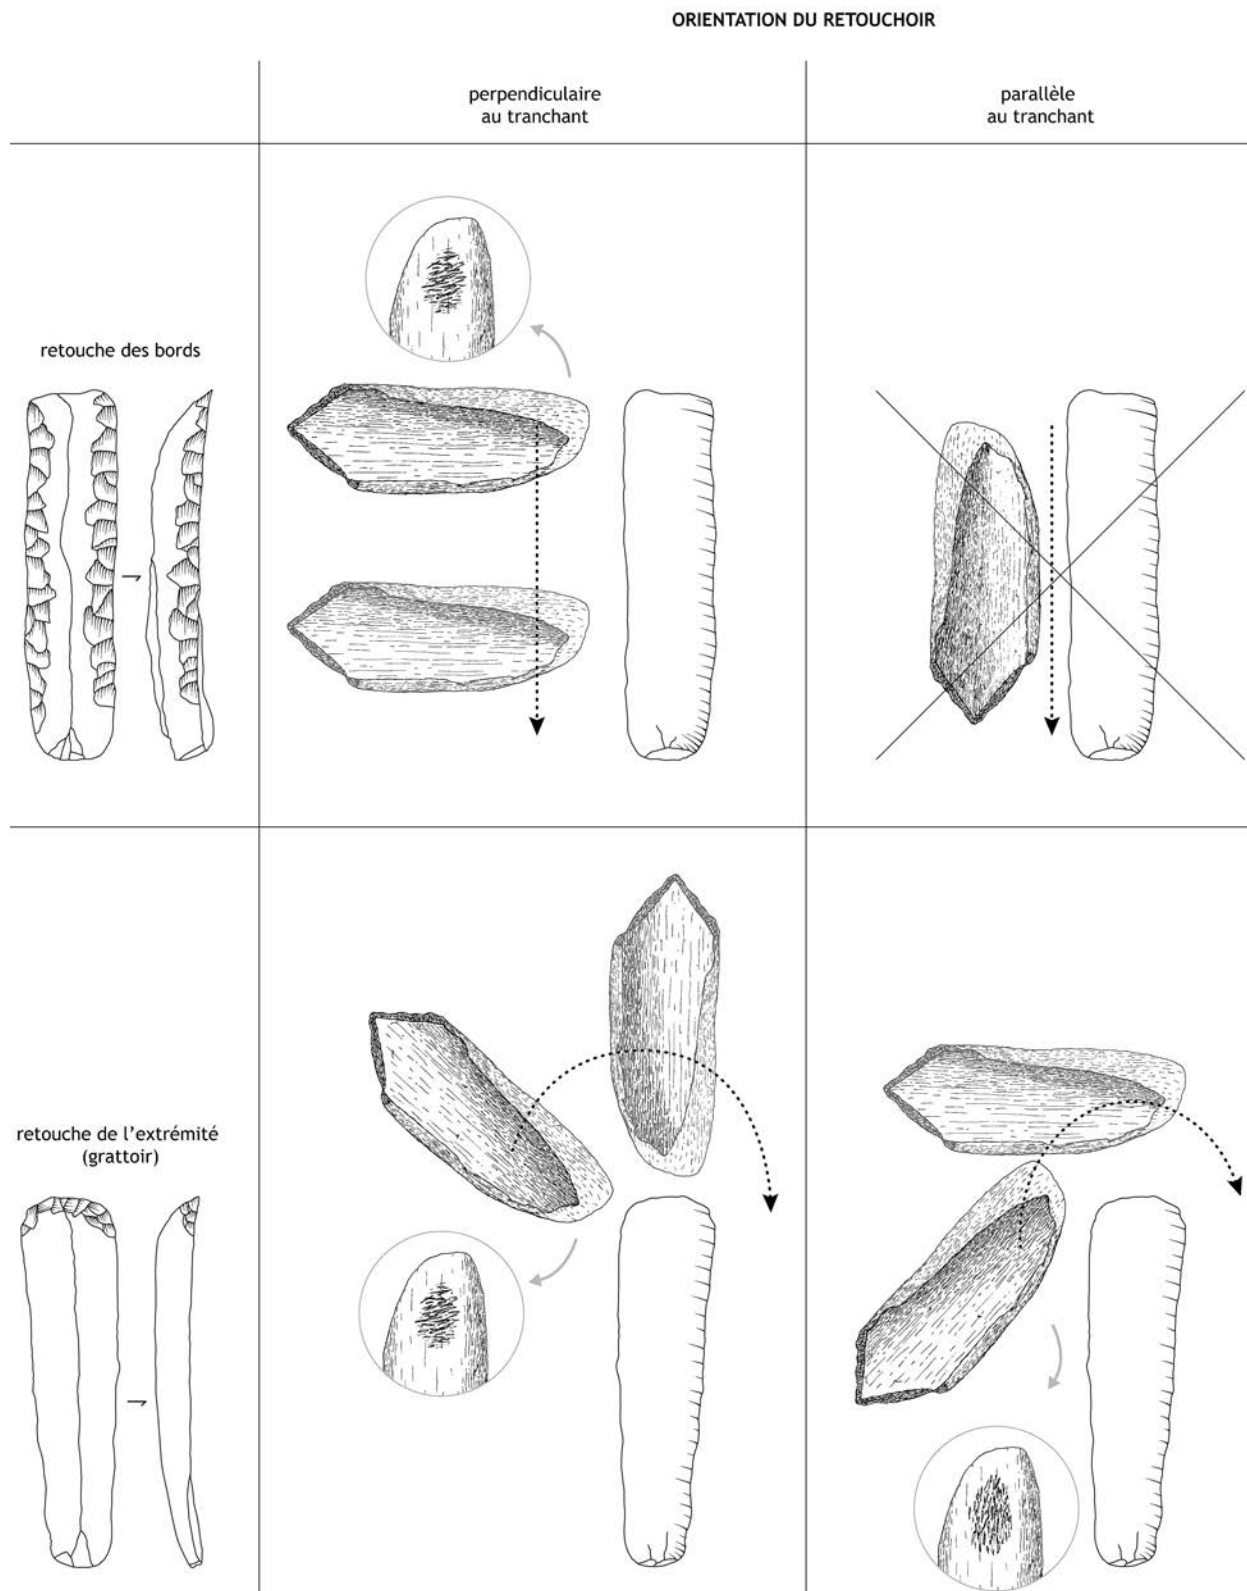 ORIENTATION DU RETOUCHOIR
perpendiculaire
au tranchant
parallèle
au tranchant
retouche des bords
retouche de l'extrémité
(grattoir)